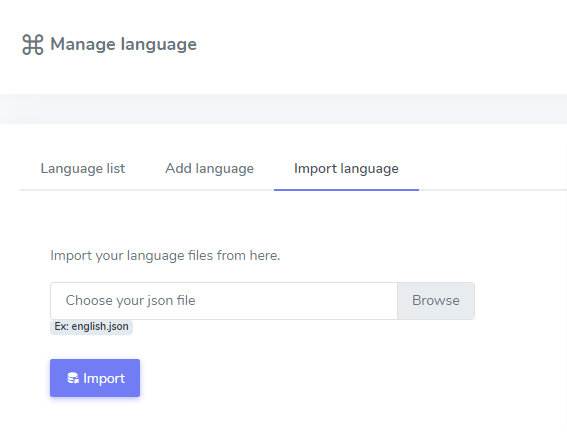 Manage language
Language list Add language Import language
Import your language files from here.
Choose your json file Browse
Ex: english.json
Import